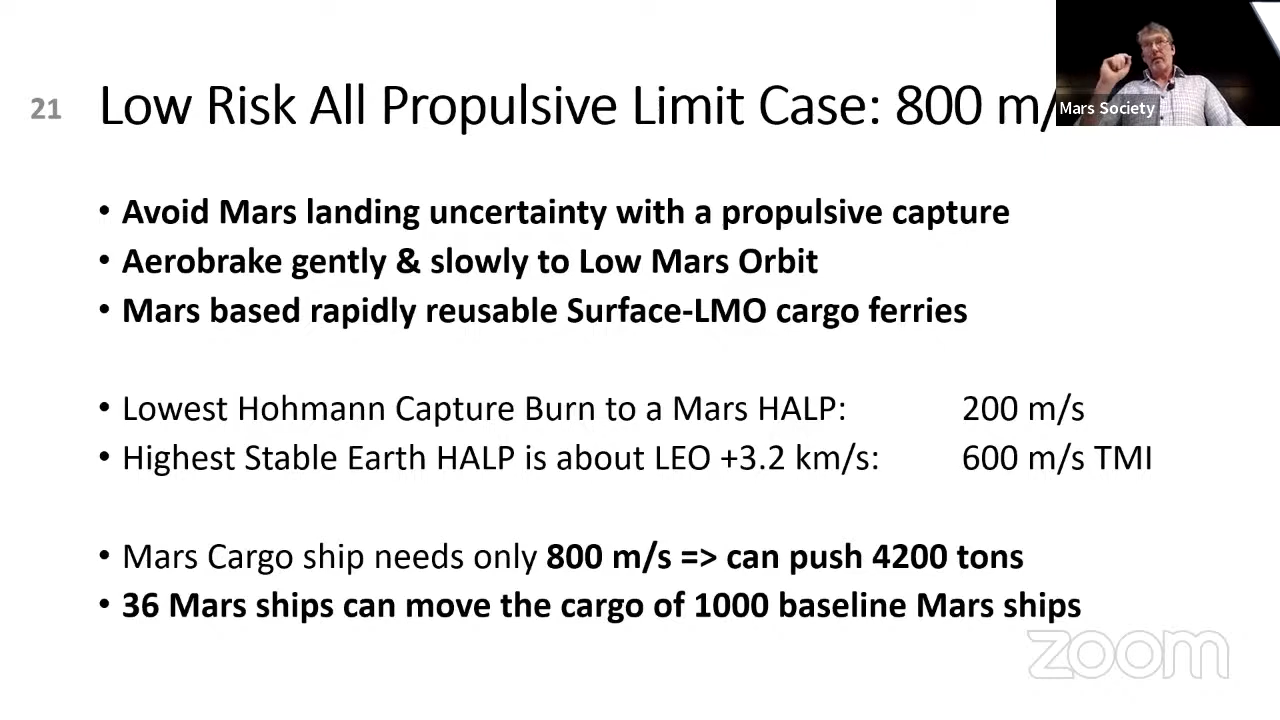 21
Low Risk All Propulsive Limit Case: 800 m/
Mars Society
• Avoid Mars landing uncertainty with a propulsive capture
• Aerobrake gently & slowly to Low Mars Orbit
• Mars based rapidly reusable Surface-LMO cargo ferries
• Lowest Hohmann Capture Burn to a Mars HALP: 200 m/s
• Highest Stable Earth HALP is about LEO +3.2 km/s: 600 m/s TMI
• Mars Cargo ship needs only 800 m/s => can push 4200 tons
• 36 Mars ships can move the cargo of 1000 baseline Mars ships
zoom